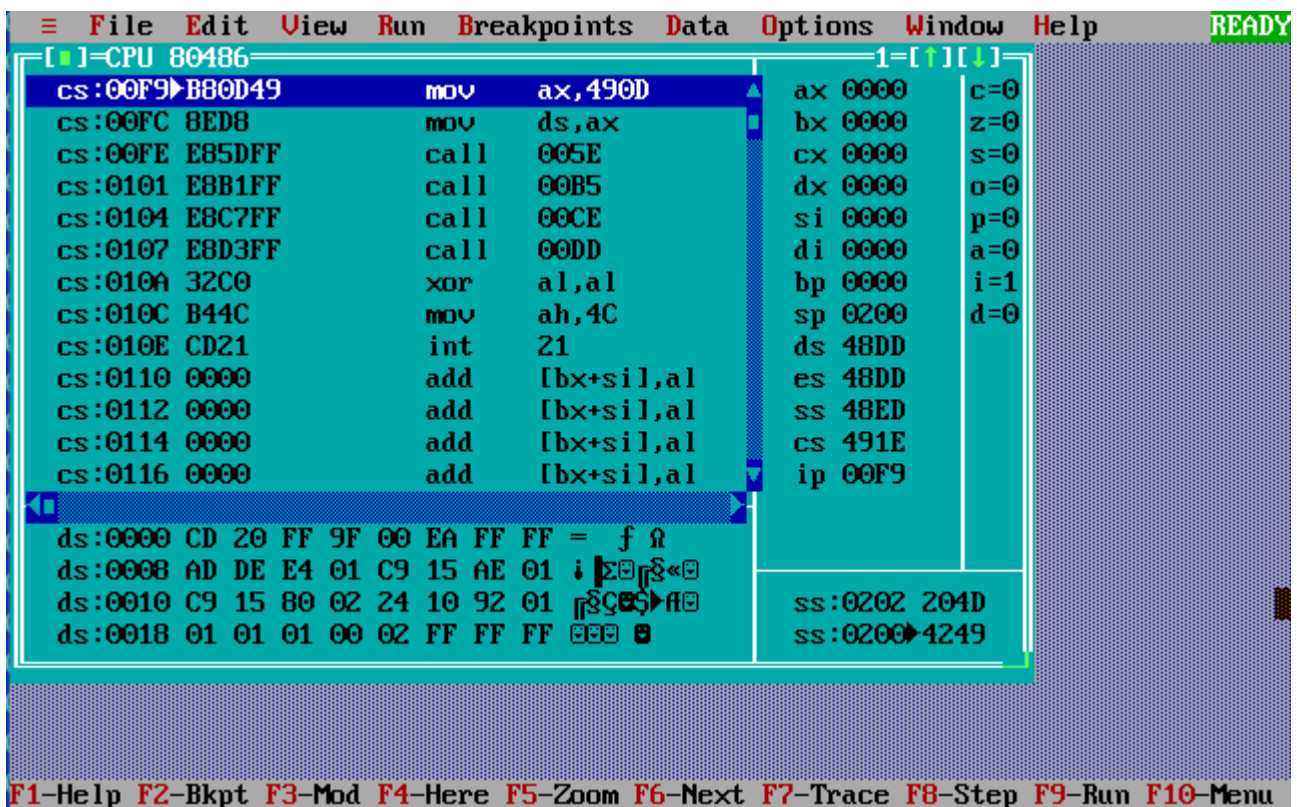 ≡ File Edit View Run Breakpoints Data Options Window Help READY
[■]=CPU 80486 1=[↑][↓]
cs:00F9►B80D49 mov ax,490D ax 0000 c=0
cs:00FC 8ED8 mov ds,ax bx 0000 z=0
cs:00FE E85DFF call 005E cx 0000 s=0
cs:0101 E8B1FF call 00B5 dx 0000 o=0
cs:0104 E8C7FF call 00CE si 0000 p=0
cs:0107 E8D3FF call 00DD di 0000 a=0
cs:010A 32C0 xor al,al bp 0000 i=1
cs:010C B44C mov ah,4C sp 0200 d=0
cs:010E CD21 int 21 ds 48DD
cs:0110 0000 add [bx+si],al es 48DD
cs:0112 0000 add [bx+si],al ss 48ED
cs:0114 0000 add [bx+si],al cs 491E
cs:0116 0000 add [bx+si],al ip 00F9
ds:0000 CD 20 FF 9F 00 EA FF FF = ƒ Ω
ds:0008 AD DE E4 01 C9 15 AE 01 ¡▐Σ☺╔§«☺
ds:0010 C9 15 80 02 24 10 92 01 ╔§Ç☻$►Æ☺ ss:0202 204D
ds:0018 01 01 01 00 02 FF FF FF ☺☺☺ ☻ ss:0200►4249
F1-Help F2-Bkpt F3-Mod F4-Here F5-Zoom F6-Next F7-Trace F8-Step F9-Run F10-Menu